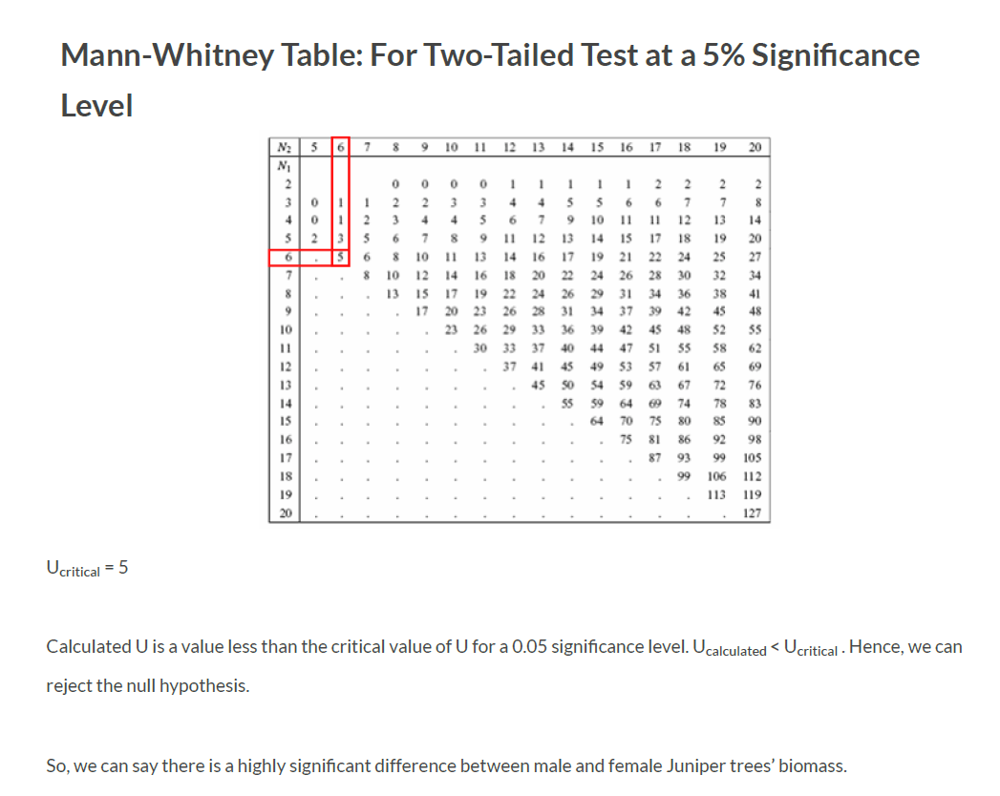 Mann-Whitney Table: For Two-Tailed Test at a 5% Significance
Level
N₂ 5 6 7 8 9 10 11 12 13 14 15 16 17 18 19 20
N₁
2 0 0 0 0 1 1 1 1 1 2 2 2 2
3 0 1 1 2 2 3 3 4 4 5 5 6 6 7 7 8
4 0 1 2 3 4 4 5 6 7 9 10 11 11 12 13 14
5 2 3 5 6 7 8 9 11 12 13 14 15 17 18 19 20
6 . 5 6 8 10 11 13 14 16 17 19 21 22 24 25 27
7 . . 8 10 12 14 16 18 20 22 24 26 28 30 32 34
8 . . . 13 15 17 19 22 24 26 29 31 34 36 38 41
9 . . . . 17 20 23 26 28 31 34 37 39 42 45 48
10 . . . . . 23 26 29 33 36 39 42 45 48 52 55
11 . . . . . . 30 33 37 40 44 47 51 55 58 62
12 . . . . . . . 37 41 45 49 53 57 61 65 69
13 . . . . . . . . 45 50 54 59 63 67 72 76
14 . . . . . . . . . 55 59 64 69 74 78 83
15 . . . . . . . . . . 64 70 75 80 85 90
16 . . . . . . . . . . . 75 81 86 92 98
17 . . . . . . . . . . . . 87 93 99 105
18 . . . . . . . . . . . . . 99 106 112
19 . . . . . . . . . . . . . . 113 119
20 . . . . . . . . . . . . . . . 127
Ucritical = 5
Calculated U is a value less than the critical value of U for a 0.05 significance level. Ucalculated < Ucritical . Hence, we can
reject the null hypothesis.
So, we can say there is a highly significant difference between male and female Juniper trees’ biomass.